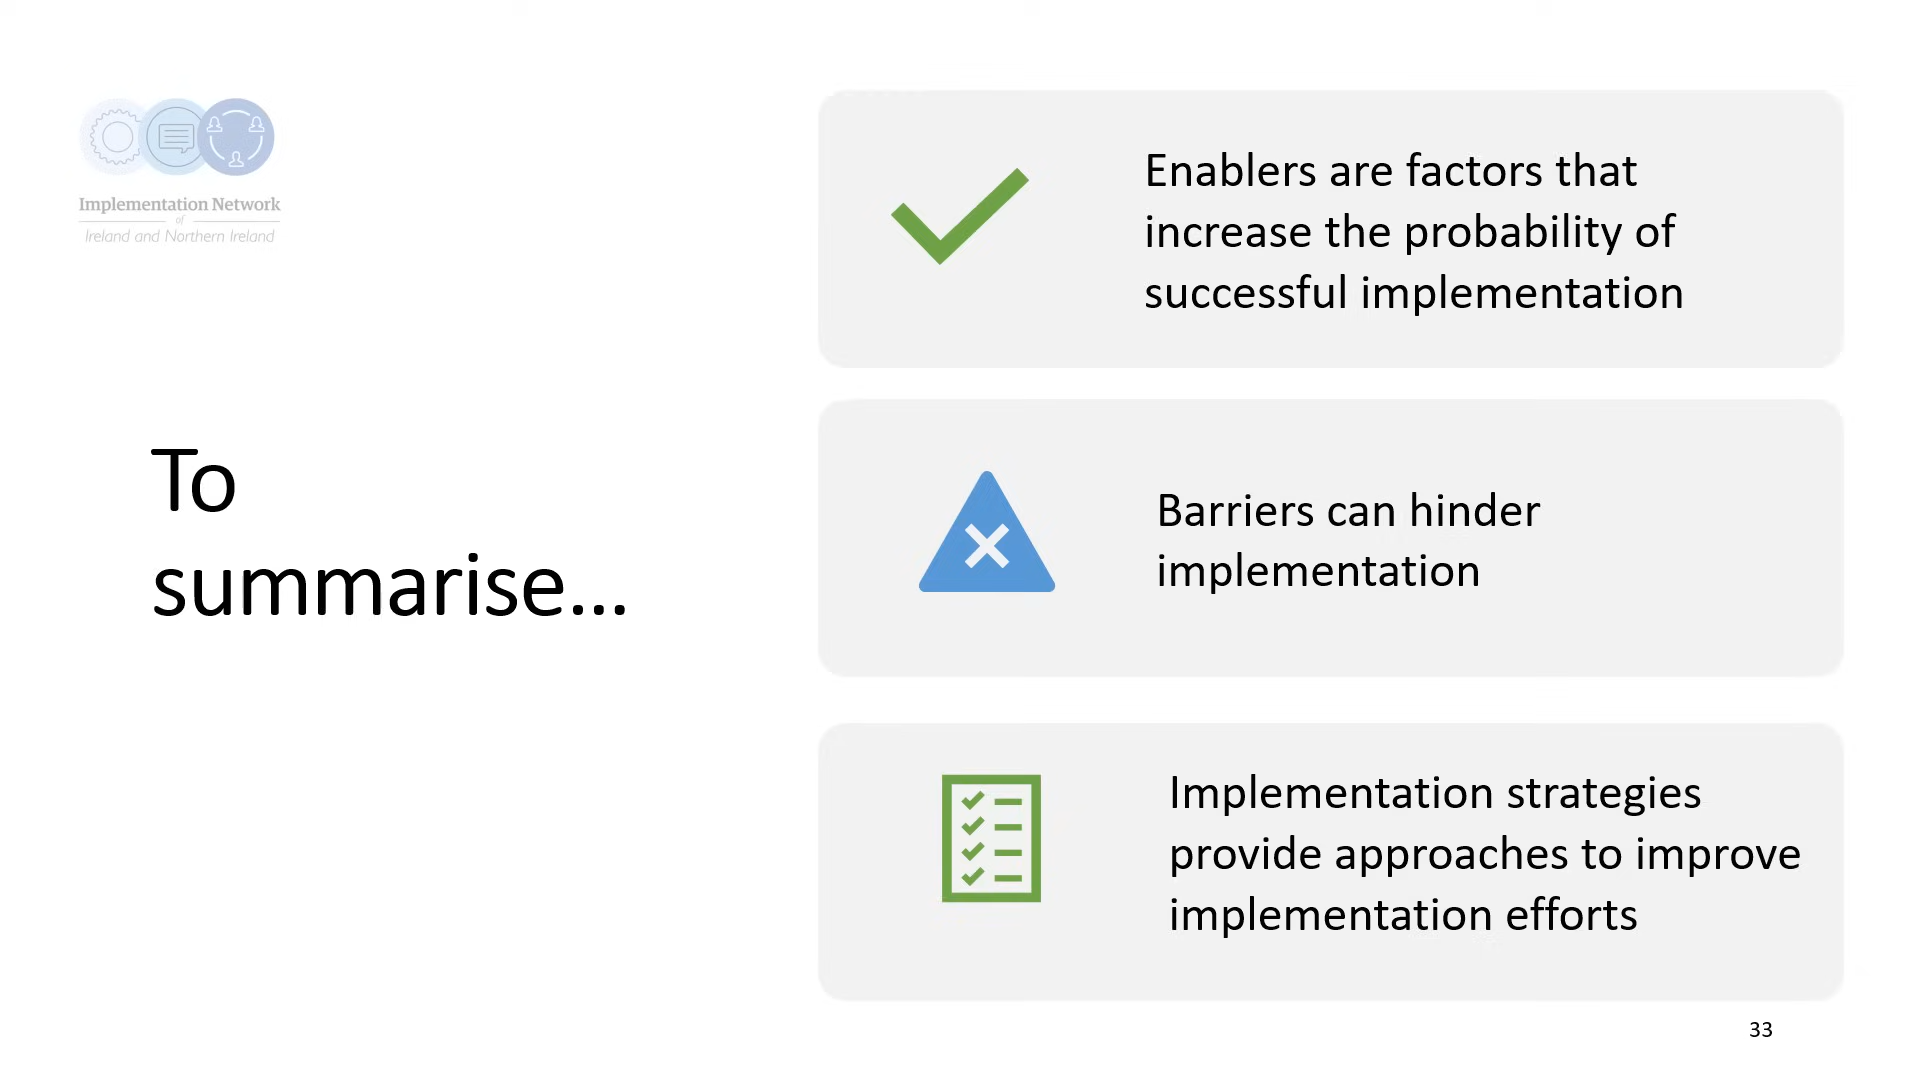 Implementation Network
of
Ireland and Northern Ireland
To
summarise...
Enablers are factors that
increase the probability of
successful implementation
Barriers can hinder
implementation
Implementation strategies
provide approaches to improve
implementation efforts
33